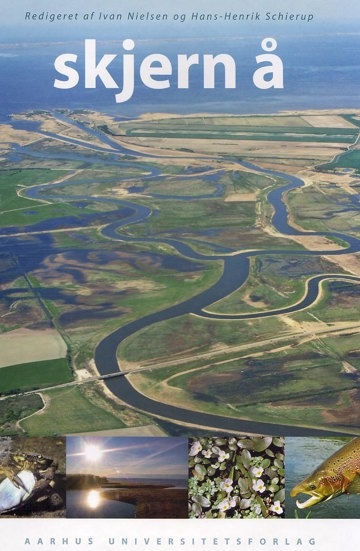 Redigeret af Ivan Nielsen og Hans-Henrik Schierup
skjern å
AARHUS UNIVERSITETSFORLAG